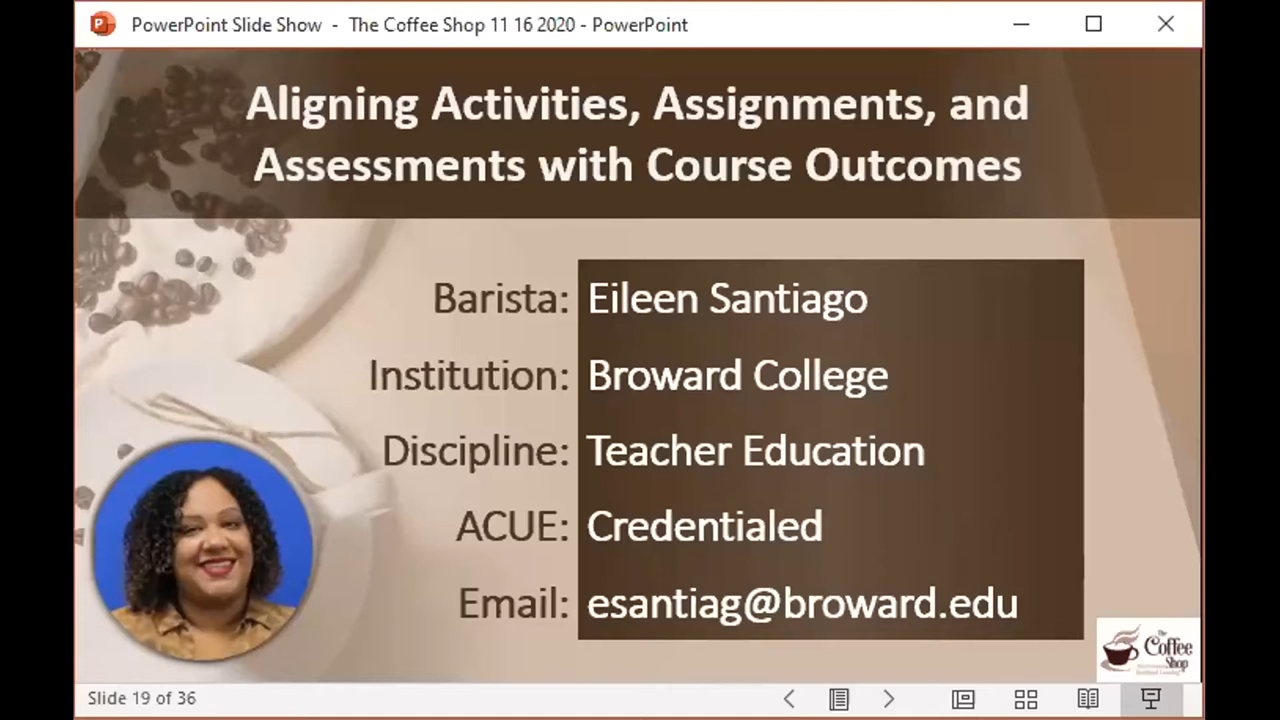 PowerPoint Slide Show - The Coffee Shop 11 16 2020 - PowerPoint
Aligning Activities, Assignments, and
Assessments with Course Outcomes
Barista: Eileen Santiago
Institution: Broward College
Discipline: Teacher Education
ACUE: Credentialed
Email: esantiag@broward.edu
The
Coffee
Shop
Slide 19 of 36